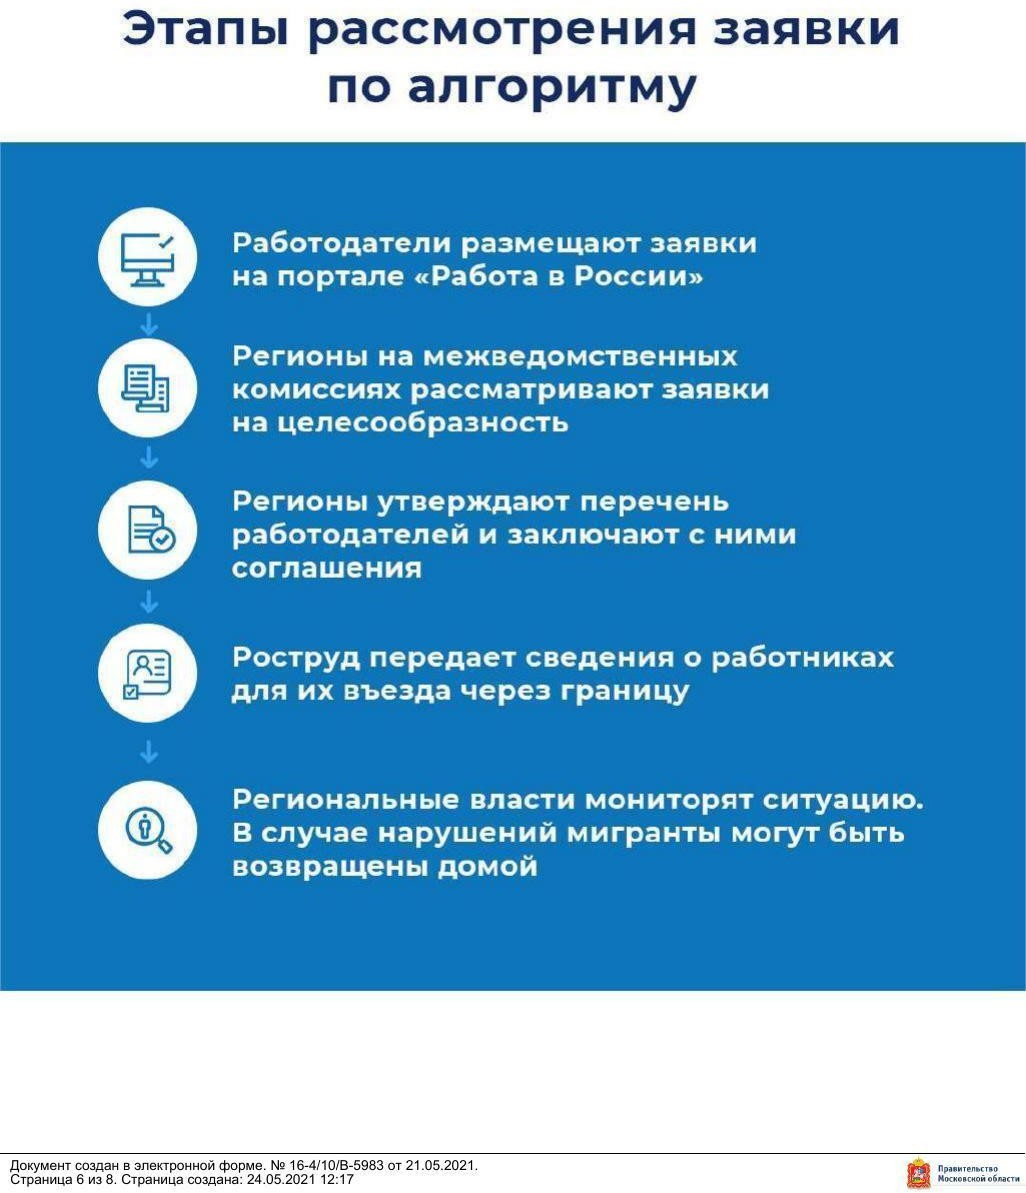 Этапы рассмотрения заявки
по алгоритму
Работодатели размещают заявки
на портале «Работа в России»
Регионы на межведомственных
комиссиях рассматривают заявки
на целесообразность
Регионы утверждают перечень
работодателей и заключают с ними
соглашения
Роструд передает сведения о работниках
для их въезда через границу
Региональные власти мониторят ситуацию.
В случае нарушений мигранты могут быть
возвращены домой
Документ создан в электронной форме. № 16-4/10/В-5983 от 21.05.2021.
Страница 6 из 8. Страница создана: 24.05.2021 12:17
Правительство
Московской области